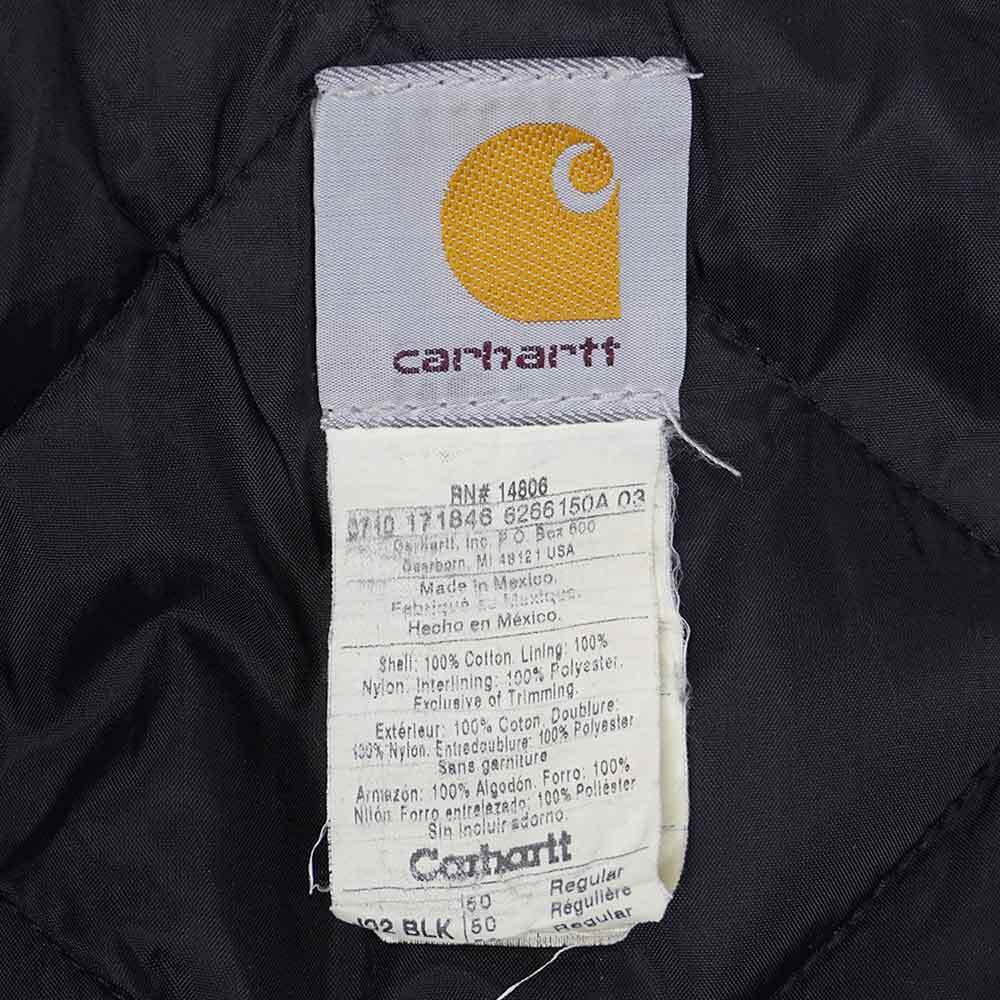 carhartt
RN# 14806
0710 171846 6266150A 03
Carhartt, Inc. P.O. Box 600
Dearborn, MI 48121 USA
Made in Mexico.
Fabriqué au Mexique.
Hecho en México.
Shell: 100% Cotton. Lining: 100%
Nylon. Interlining: 100% Polyester.
Exclusive of Trimming.
Extérieur: 100% Coton. Doublure:
100% Nylon. Entredoublure: 100% Polyester
Sans garniture
Armazon: 100% Algodón. Forro: 100%
Nilón. Forro entrelazado: 100% Poliéster
Sin Incluir adorno.
Carhartt
50 Regular
Régulière
BLK 50 Regular